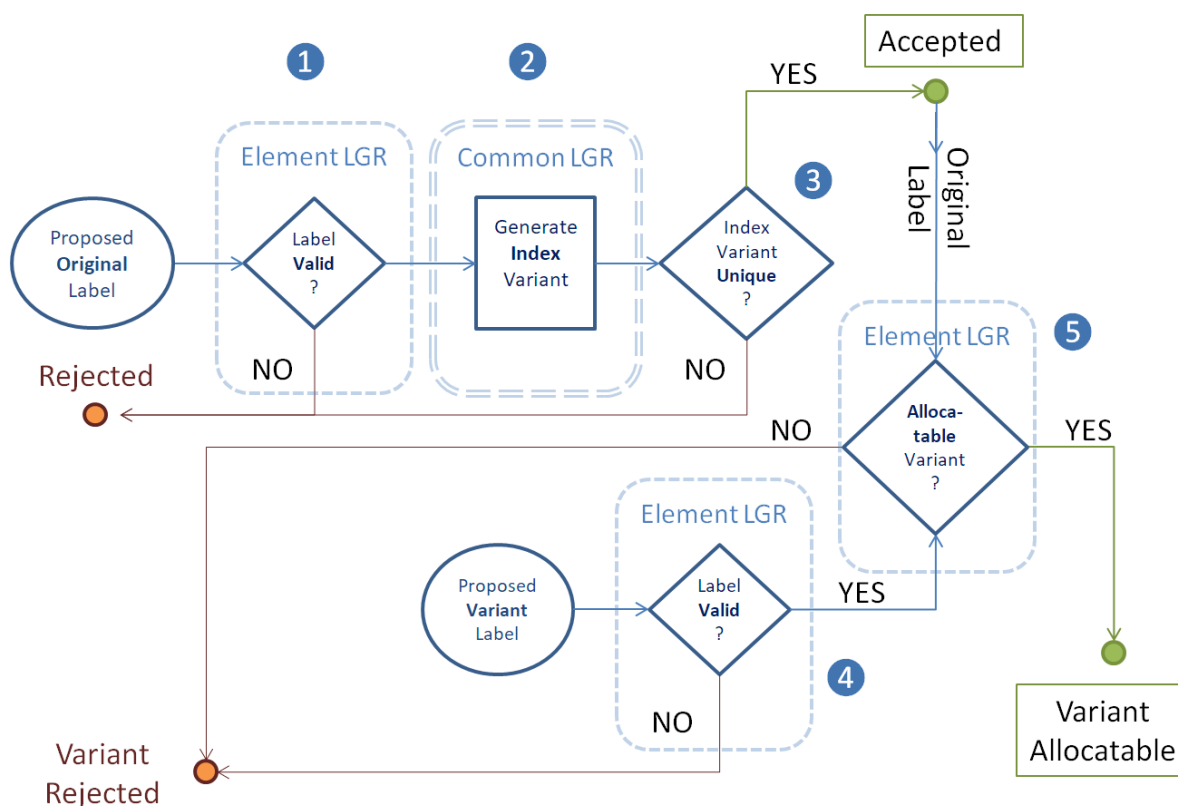 1
2
Accepted
YES
Element LGR
Common LGR
3
Original
Label
Proposed
Original
Label
Label
Valid
?
Generate
Index
Variant
Index
Variant
Unique
?
Rejected
NO
NO
Element LGR
5
NO
Alloca-
table
Variant
?
YES
Element LGR
Proposed
Variant
Label
Label
Valid
?
YES
4
NO
Variant
Rejected
Variant
Allocatable